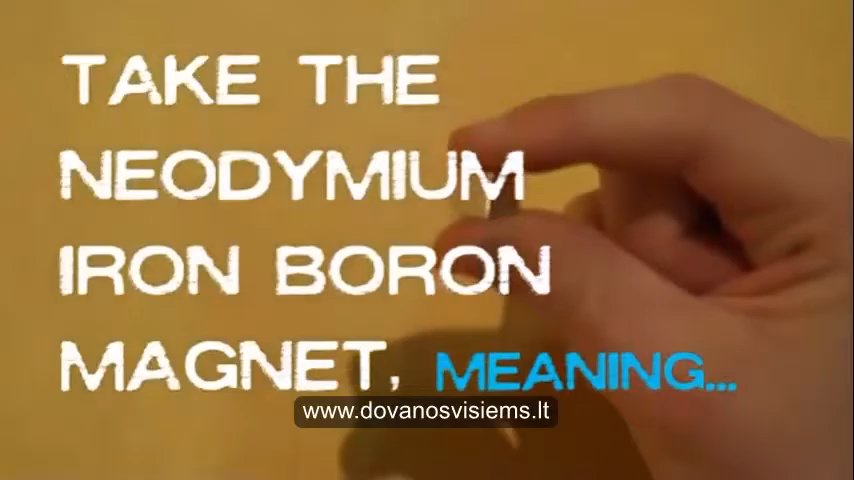 TAKE THE
NEODYMIUM
IRON BORON
MAGNET, MEANING...
www.dovanosvisiems.lt